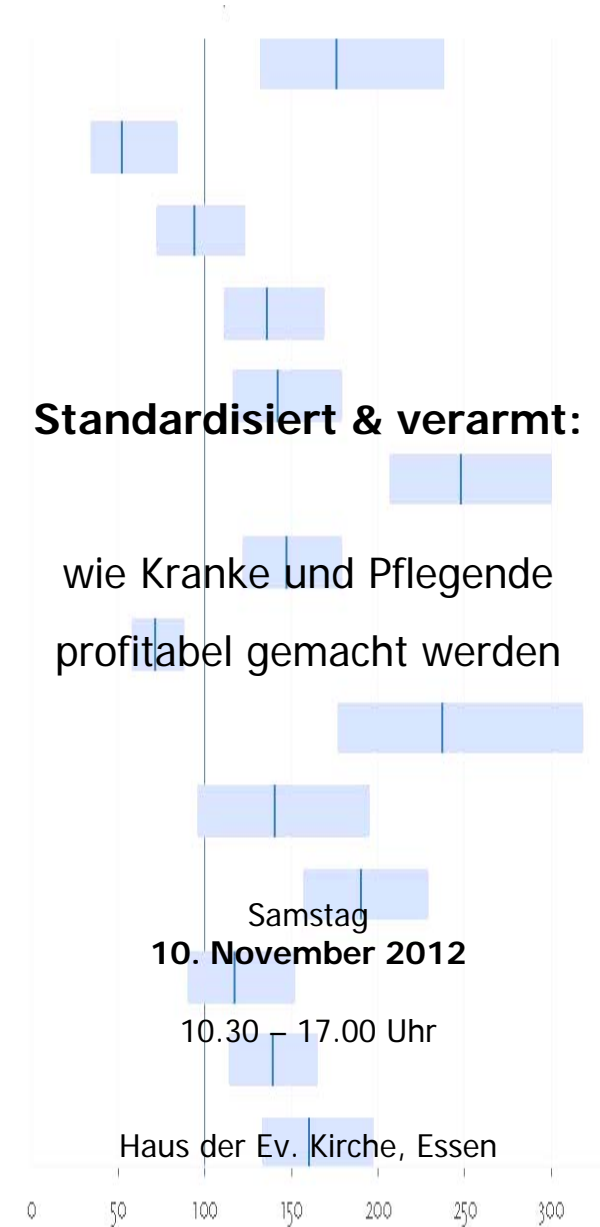 Standardisiert & verarmt:
wie Kranke und Pflegende
profitabel gemacht werden
Samstag
10. November 2012
10.30 – 17.00 Uhr
Haus der Ev. Kirche, Essen
0 50 100 150 200 250 300